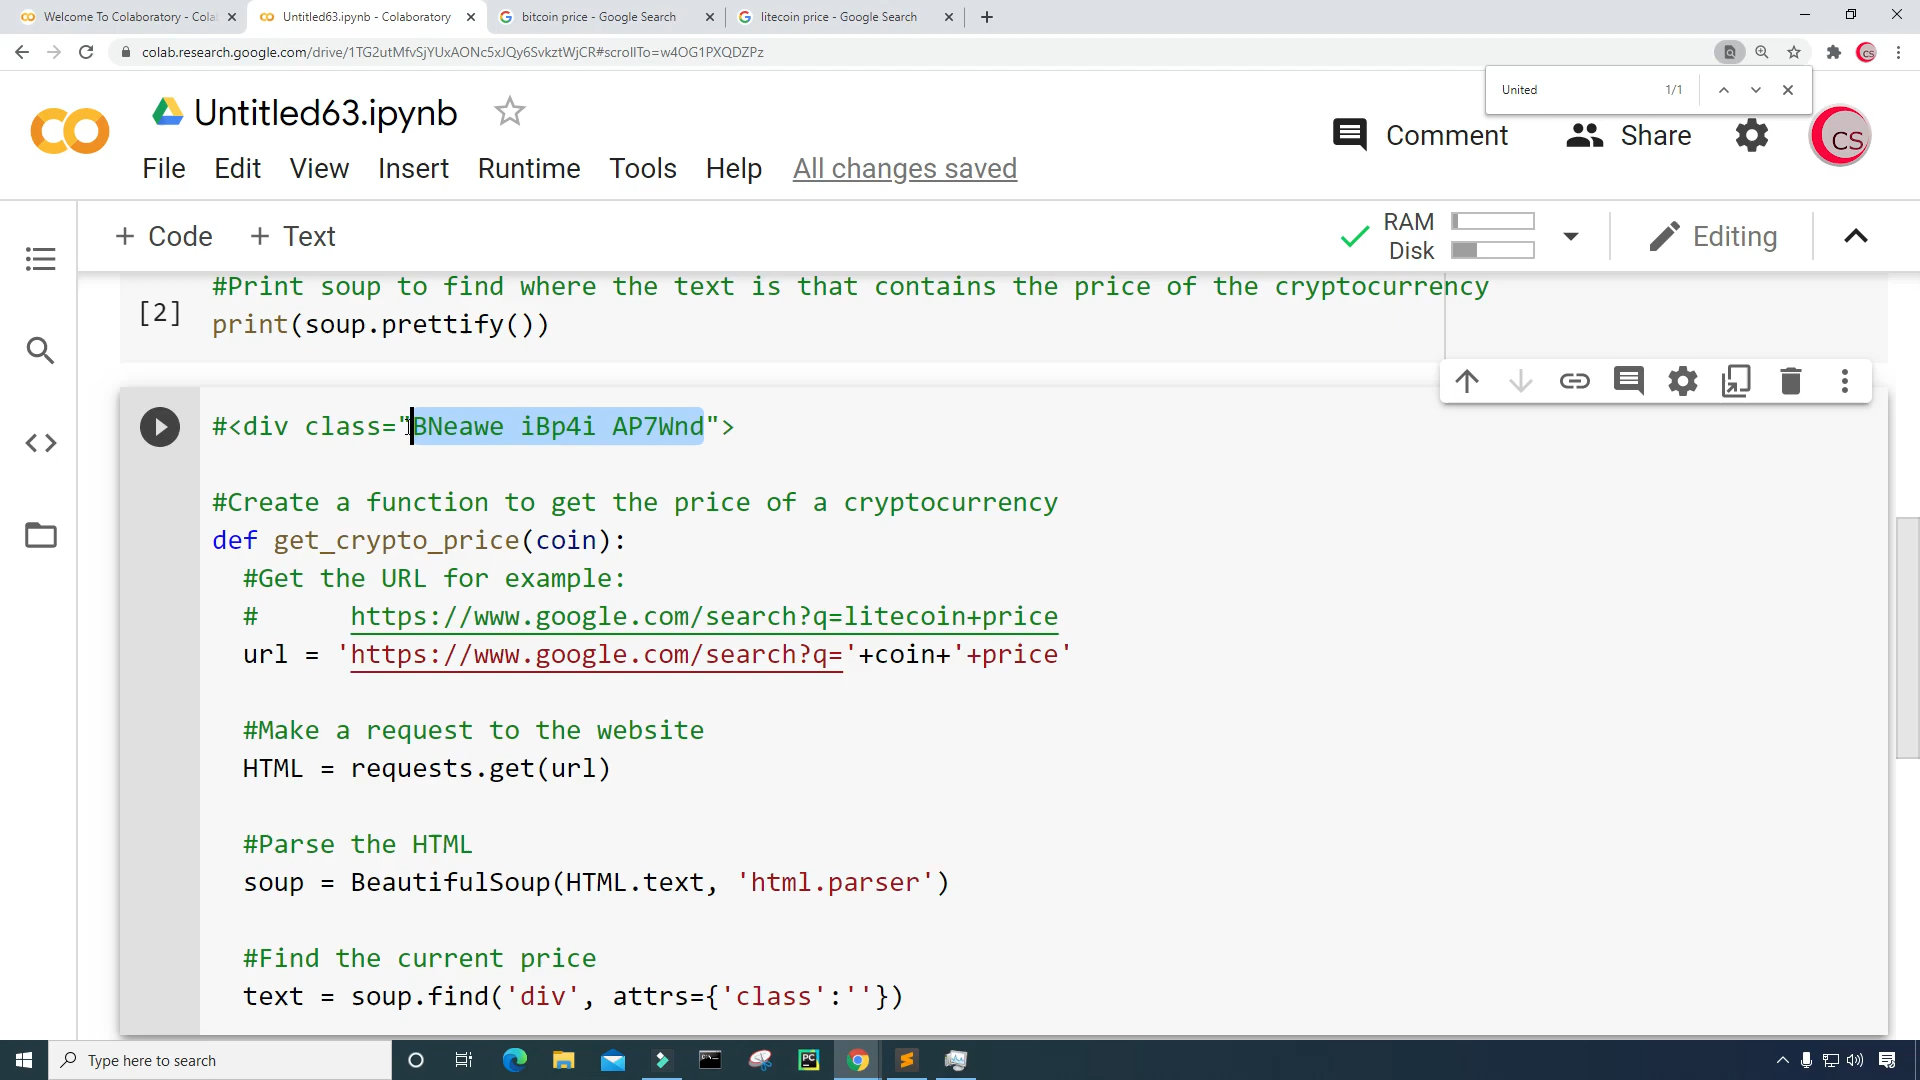 Welcome To Colaboratory - Cola
Untitled63.ipynb - Colaboratory
bitcoin price - Google Search
litecoin price - Google Search
colab.research.google.com/drive/1TG2utMfvSjYUxAONc5xJQy6SvkztWjCR#scrollTo=w4OG1PXQDZPz
CS
United 1/1
Untitled63.ipynb
Comment
Share
CS
File Edit View Insert Runtime Tools Help All changes saved
+ Code + Text
RAM
Disk
Editing
#Print soup to find where the text is that contains the price of the cryptocurrency
[2]
print(soup.prettify())
#<div class="BNeawe iBp4i AP7Wnd">
#Create a function to get the price of a cryptocurrency
def get_crypto_price(coin):
#Get the URL for example:
# https://www.google.com/search?q=litecoin+price
url = 'https://www.google.com/search?q='+coin+'+price'
#Make a request to the website
HTML = requests.get(url)
#Parse the HTML
soup = BeautifulSoup(HTML.text, 'html.parser')
#Find the current price
text = soup.find('div', attrs={'class':''})
Type here to search
PC